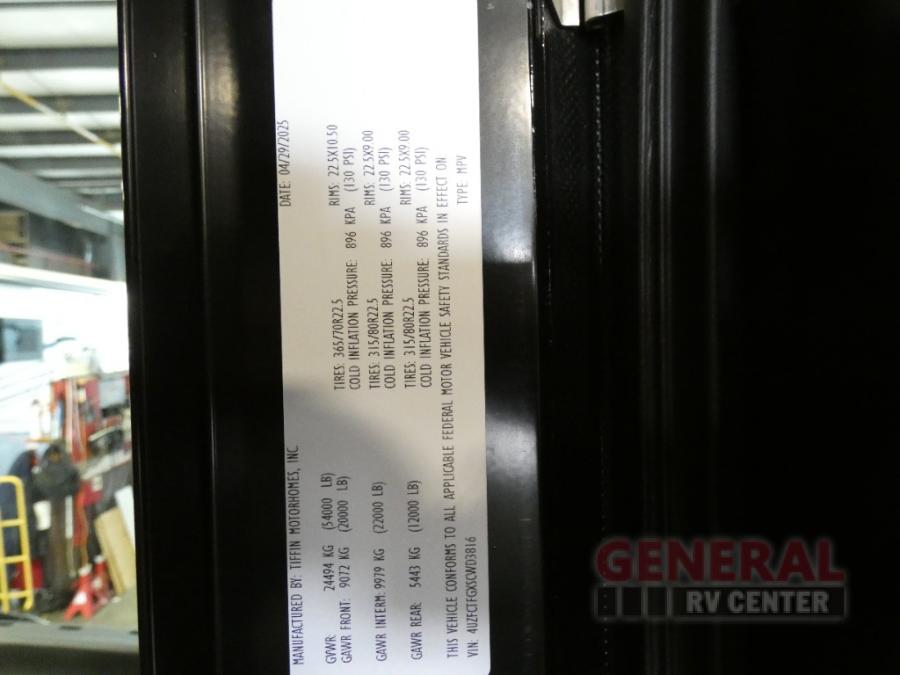 MANUFACTURED BY: TIFFIN MOTORHOMES, INC DATE: 04/29/2025
GVWR 24494 KG (54000 LB)
GAWR FRONT: 9072 KG (20000 LB) TIRES: 365/70R22.5 RIMS: 22.5X10.50
COLD INFLATION PRESSURE: 896 KPA (130 PSI)
GAWR INTERM: 9979 KG (22000 LB) TIRES: 315/80R22.5 RIMS: 22.5X9.00
COLD INFLATION PRESSURE: 896 KPA (130 PSI)
GAWR REAR: 5443 KG (12000 LB) TIRES: 315/80R22.5 RIMS: 22.5X9.00
COLD INFLATION PRESSURE: 896 KPA (130 PSI)
THIS VEHICLE CONFORMS TO ALL APPLICABLE FEDERAL MOTOR VEHICLE SAFETY STANDARDS IN EFFECT ON
VIN: 4UZFCTFGXSCWD3816 TYPE: MPV
GENERAL
RV CENTER